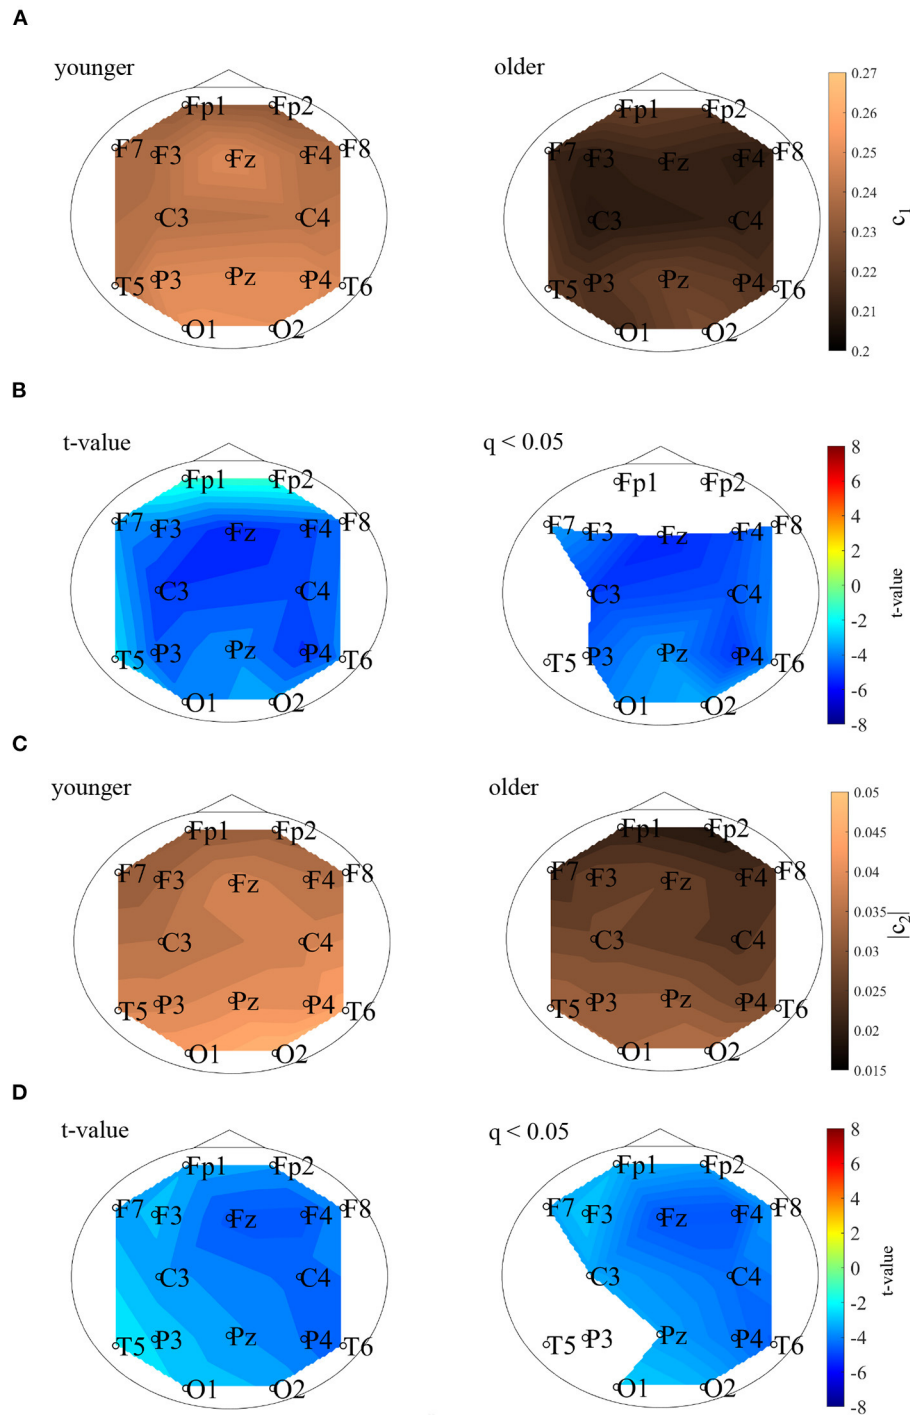 A
younger
older
Fp1 Fp2
F7 F3 Fz F4 F8
C3 C4
T5 P3 Pz P4 T6
O1 O2
Fp1 Fp2
F7 F3 Fz F4 F8
C3 C4
T5 P3 Pz P4 T6
O1 O2
0.27
0.26
0.25
0.24
0.23
0.22
0.21
0.2
c1
B
t-value
q < 0.05
Fp1 Fp2
F7 F3 Fz F4 F8
C3 C4
T5 P3 Pz P4 T6
O1 O2
Fp1 Fp2
F7 F3 Fz F4 F8
C3 C4
T5 P3 Pz P4 T6
O1 O2
8
6
4
2
0
-2
-4
-6
-8
t-value
C
younger
older
Fp1 Fp2
F7 F3 Fz F4 F8
C3 C4
T5 P3 Pz P4 T6
O1 O2
Fp1 Fp2
F7 F3 Fz F4 F8
C3 C4
T5 P3 Pz P4 T6
O1 O2
0.05
0.045
0.04
0.035
0.03
0.025
0.02
0.015
|c2|
D
t-value
q < 0.05
Fp1 Fp2
F7 F3 Fz F4 F8
C3 C4
T5 P3 Pz P4 T6
O1 O2
Fp1 Fp2
F7 F3 Fz F4 F8
C3 C4
T5 P3 Pz P4 T6
O1 O2
8
6
4
2
0
-2
-4
-6
-8
t-value